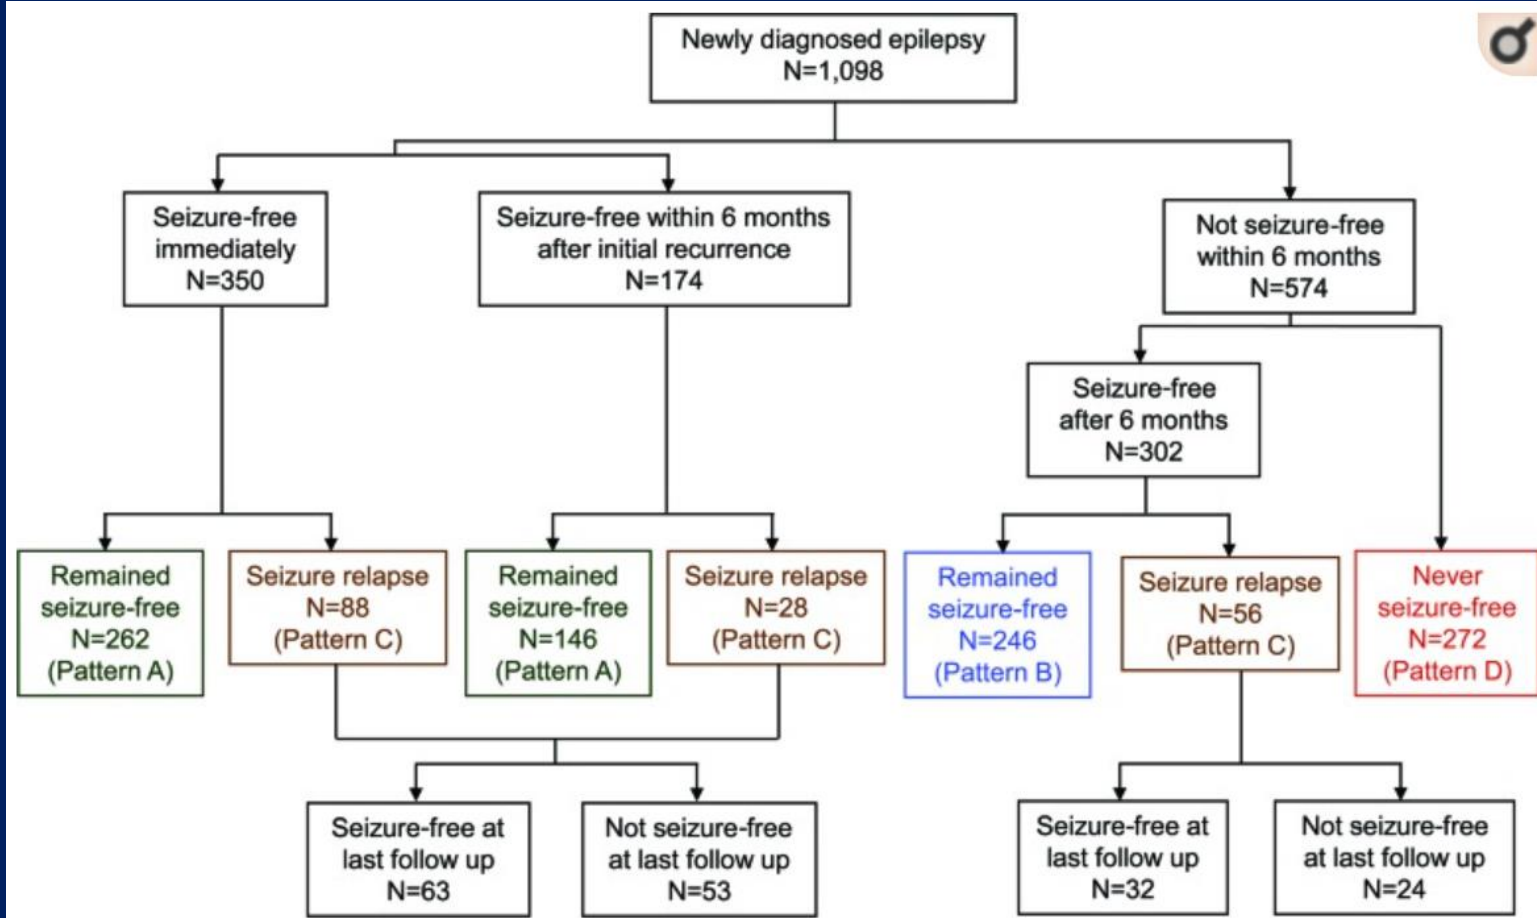 Newly diagnosed epilepsy
N=1,098
Seizure-free
immediately
N=350
Seizure-free within 6 months
after initial recurrence
N=174
Not seizure-free
within 6 months
N=574
Seizure-free
after 6 months
N=302
Remained
seizure-free
N=262
(Pattern A)
Seizure relapse
N=88
(Pattern C)
Remained
seizure-free
N=146
(Pattern A)
Seizure relapse
N=28
(Pattern C)
Remained
seizure-free
N=246
(Pattern B)
Seizure relapse
N=56
(Pattern C)
Never
seizure-free
N=272
(Pattern D)
Seizure-free at
last follow up
N=63
Not seizure-free
at last follow up
N=53
Seizure-free at
last follow up
N=32
Not seizure-free
at last follow up
N=24